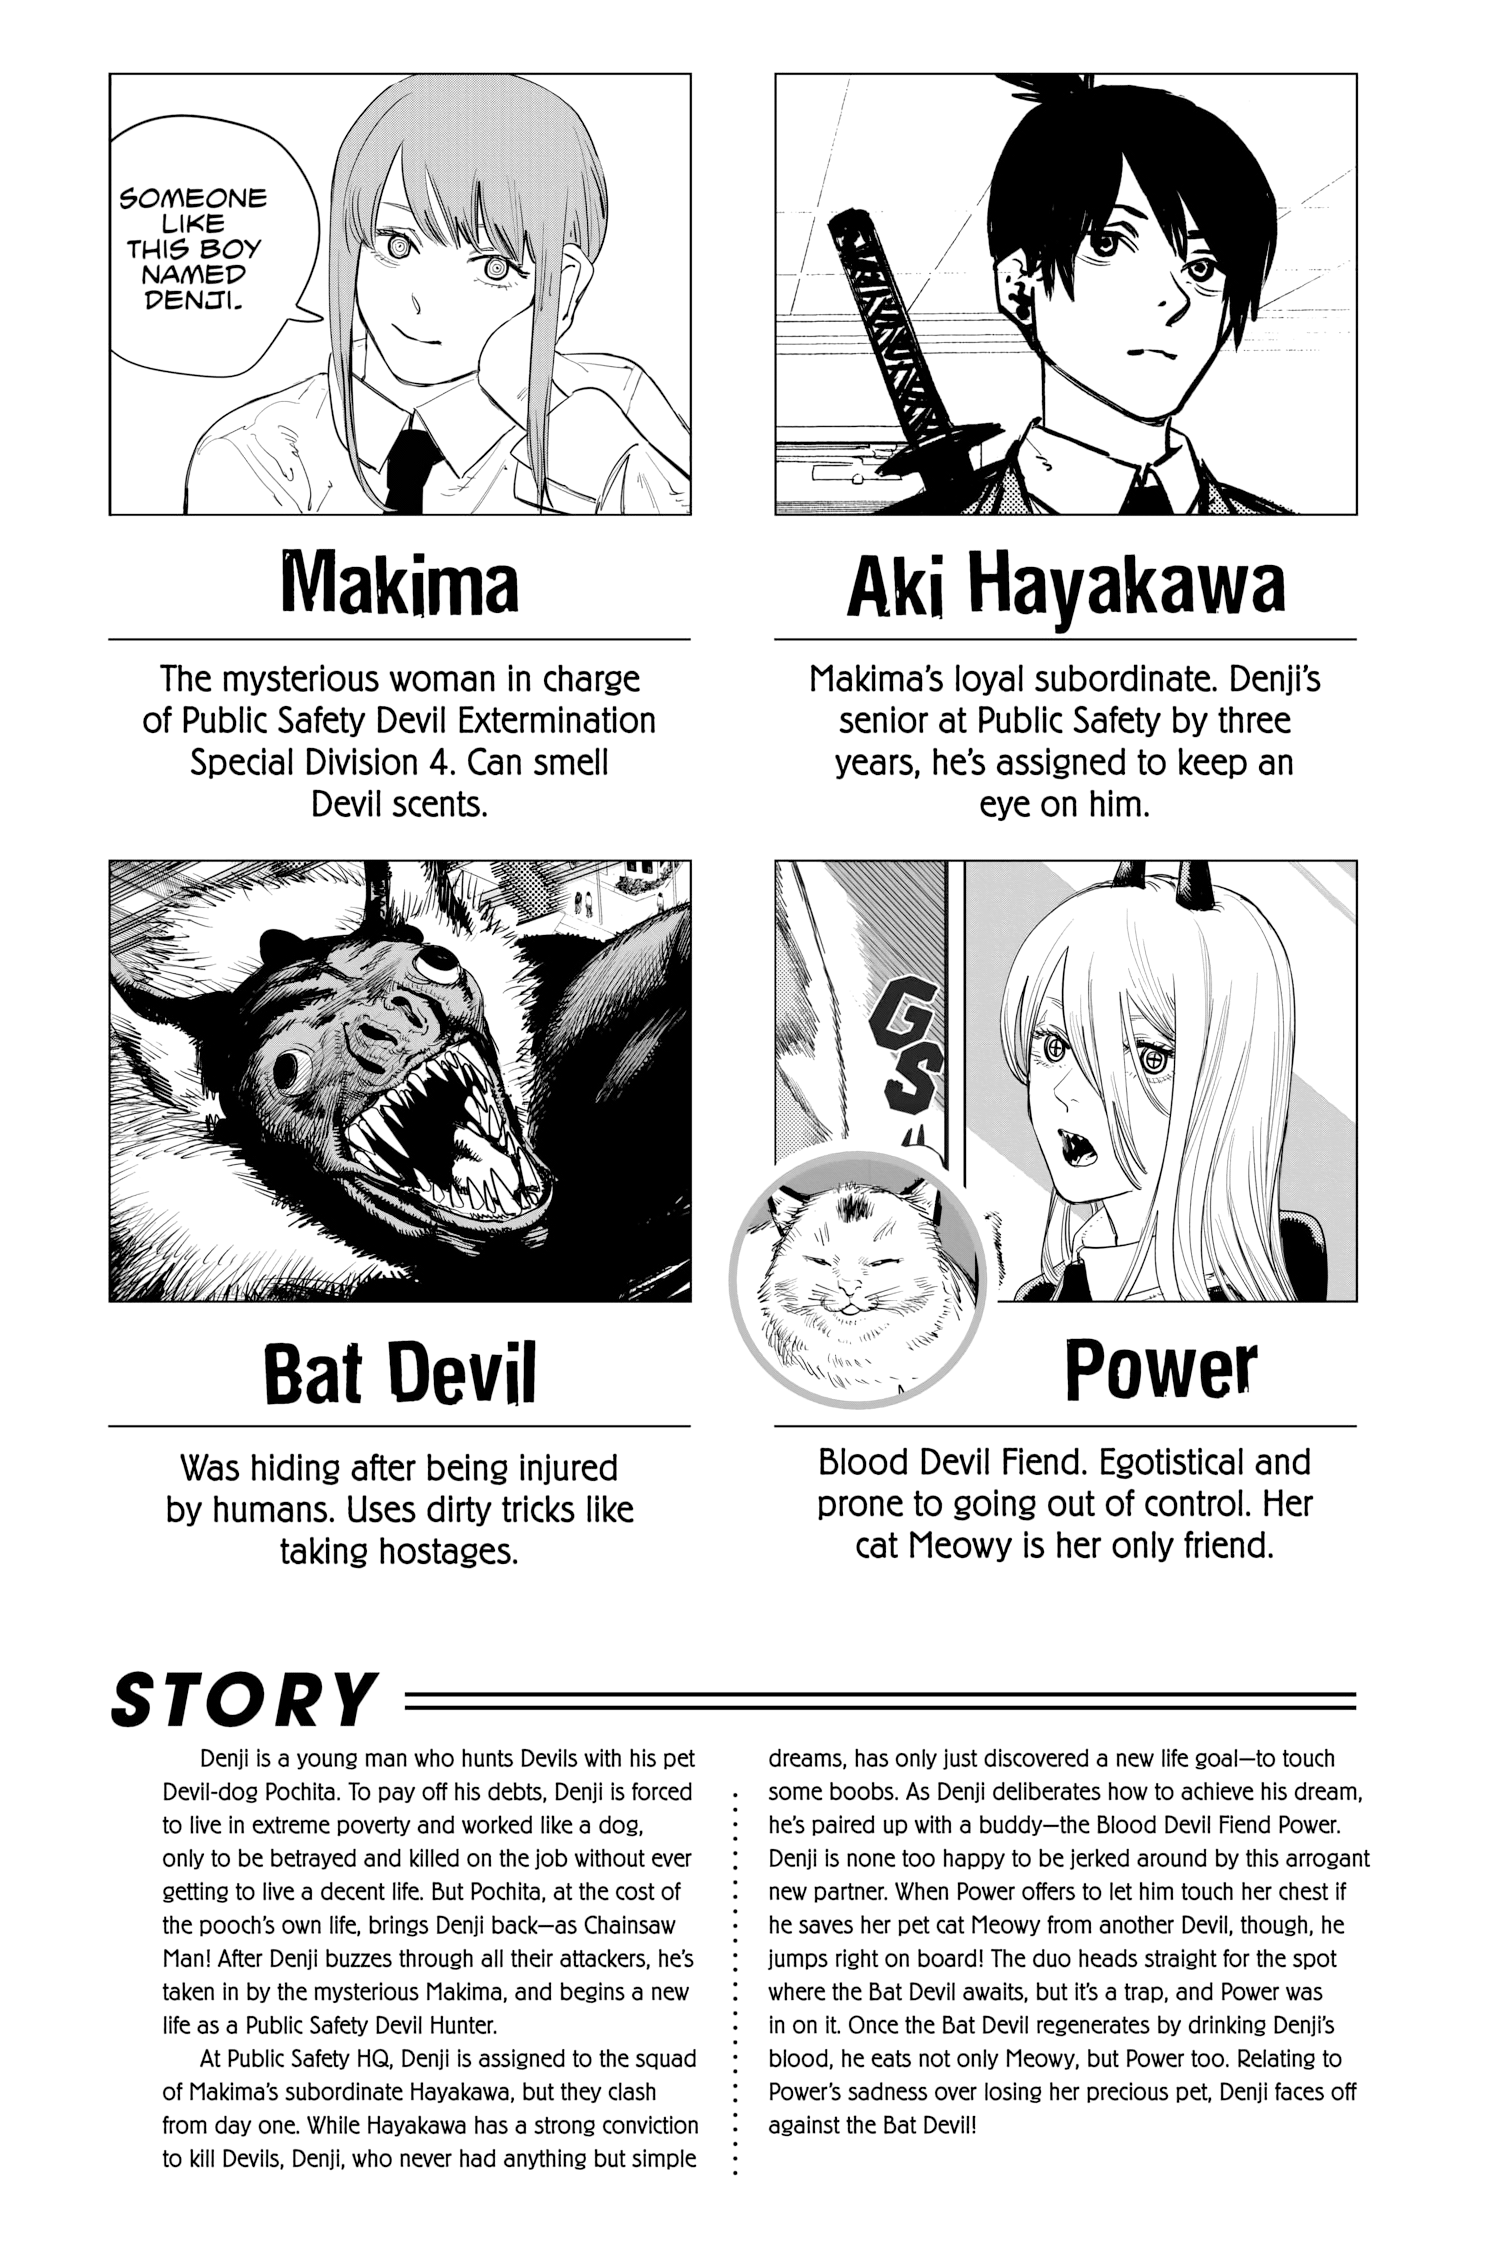 SOMEONE
LIKE
THIS BOY
NAMED
DENJI.
Makima
The mysterious woman in charge
of Public Safety Devil Extermination
Special Division 4. Can smell
Devil scents.
Aki Hayakawa
Makima's loyal subordinate. Denji's
senior at Public Safety by three
years, he's assigned to keep an
eye on him.
Bat Devil
Was hiding after being injured
by humans. Uses dirty tricks like
taking hostages.
GS
Power
Blood Devil Fiend. Egotistical and
prone to going out of control. Her
cat Meowy is her only friend.
STORY
Denji is a young man who hunts Devils with his pet
Devil-dog Pochita. To pay off his debts, Denji is forced
to live in extreme poverty and worked like a dog,
only to be betrayed and killed on the job without ever
getting to live a decent life. But Pochita, at the cost of
the pooch's own life, brings Denji back—as Chainsaw
Man! After Denji buzzes through all their attackers, he's
taken in by the mysterious Makima, and begins a new
life as a Public Safety Devil Hunter.
At Public Safety HQ, Denji is assigned to the squad
of Makima's subordinate Hayakawa, but they clash
from day one. While Hayakawa has a strong conviction
to kill Devils, Denji, who never had anything but simple
dreams, has only just discovered a new life goal—to touch
some boobs. As Denji deliberates how to achieve his dream,
he's paired up with a buddy—the Blood Devil Fiend Power.
Denji is none too happy to be jerked around by this arrogant
new partner. When Power offers to let him touch her chest if
he saves her pet cat Meowy from another Devil, though, he
jumps right on board! The duo heads straight for the spot
where the Bat Devil awaits, but it's a trap, and Power was
in on it. Once the Bat Devil regenerates by drinking Denji's
blood, he eats not only Meowy, but Power too. Relating to
Power's sadness over losing her precious pet, Denji faces off
against the Bat Devil!